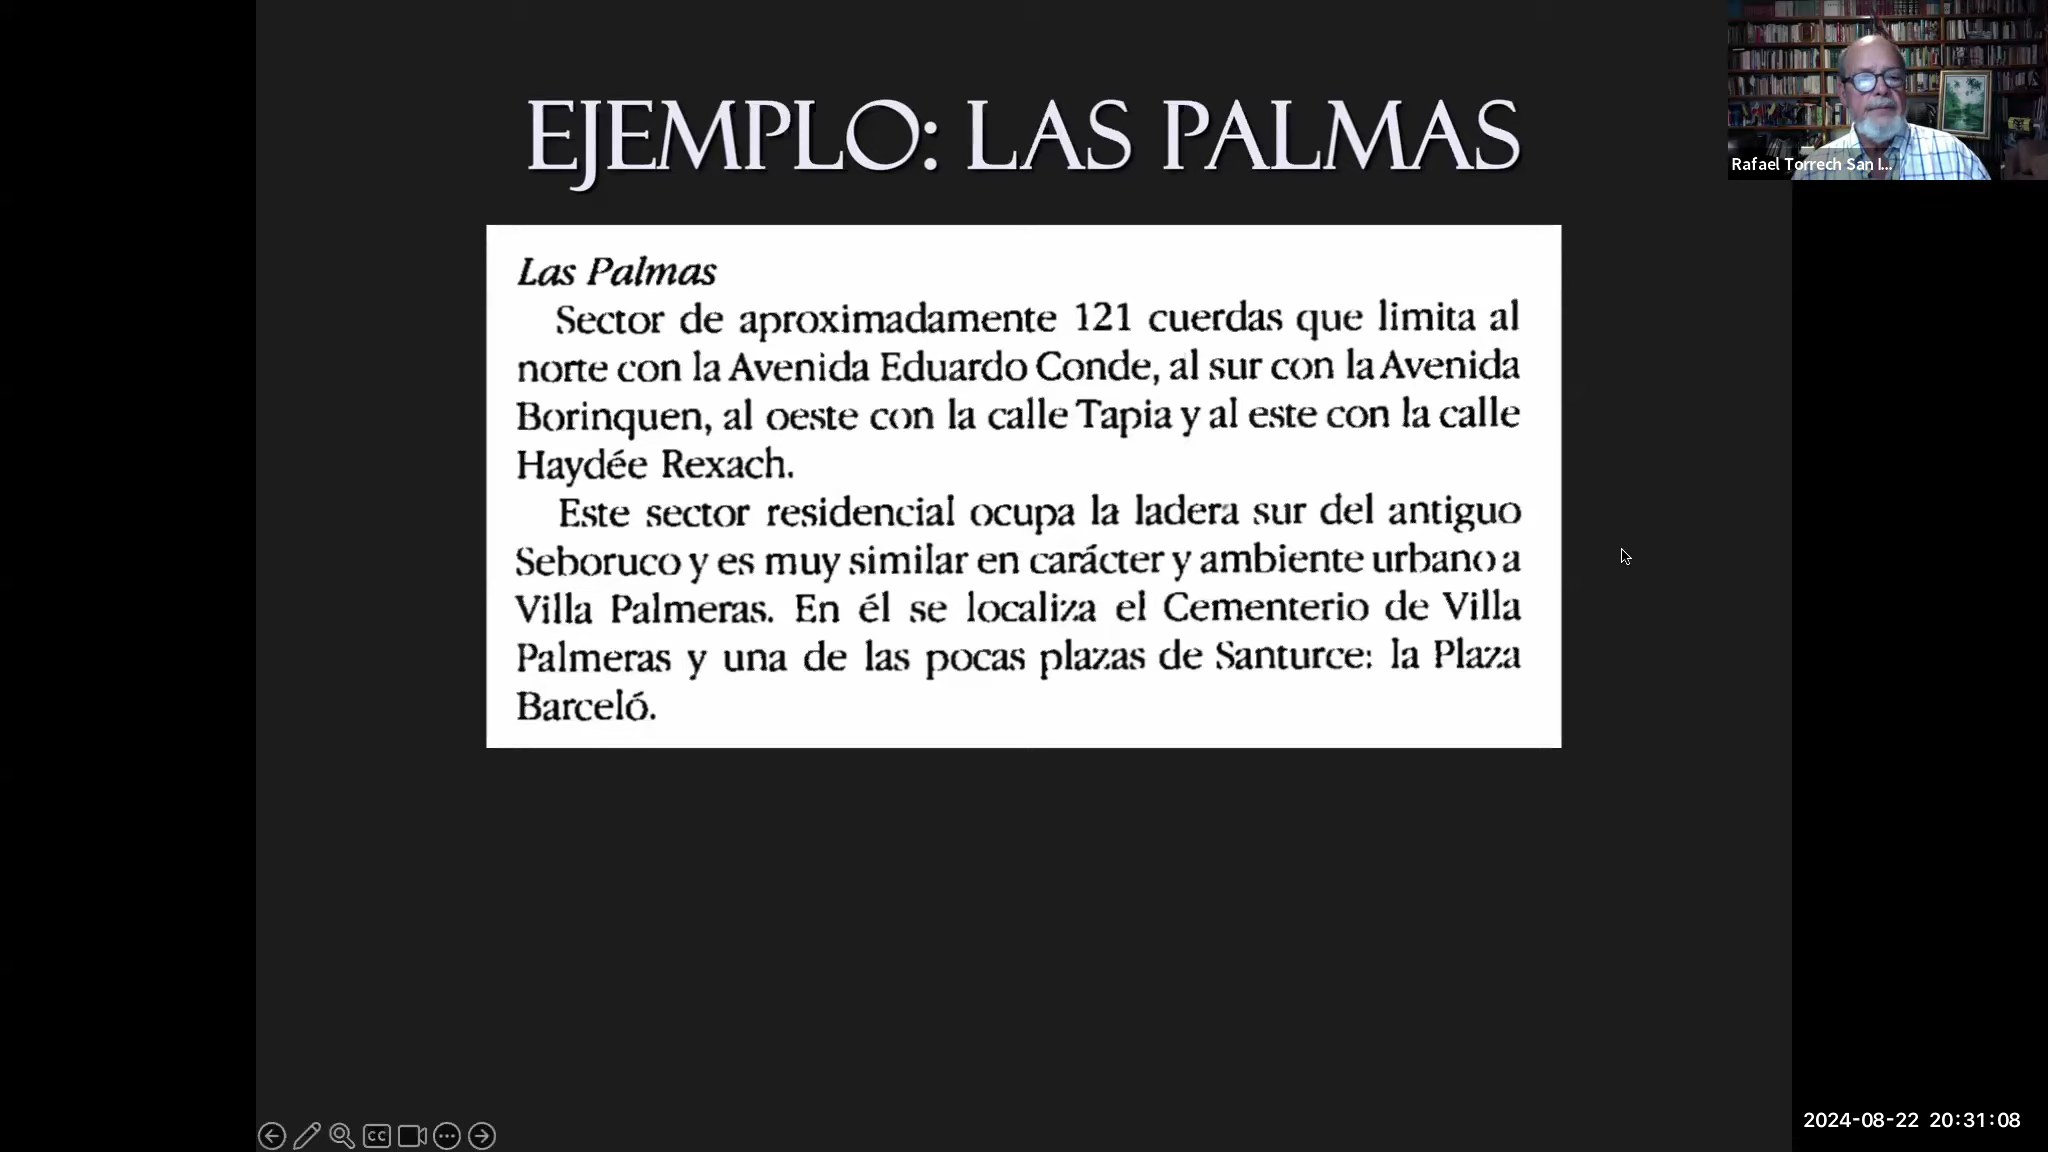 EJEMPLO: LAS PALMAS
Rafael Torrech San I...
Las Palmas
Sector de aproximadamente 121 cuerdas que limita al
norte con la Avenida Eduardo Conde, al sur con la Avenida
Borinquen, al oeste con la calle Tapia y al este con la calle
Haydée Rexach.
Este sector residencial ocupa la ladera sur del antiguo
Seboruco y es muy similar en carácter y ambiente urbano a
Villa Palmeras. En él se localiza el Cementerio de Villa
Palmeras y una de las pocas plazas de Santurce: la Plaza
Barceló.
CC
2024-08-22 20:31:08